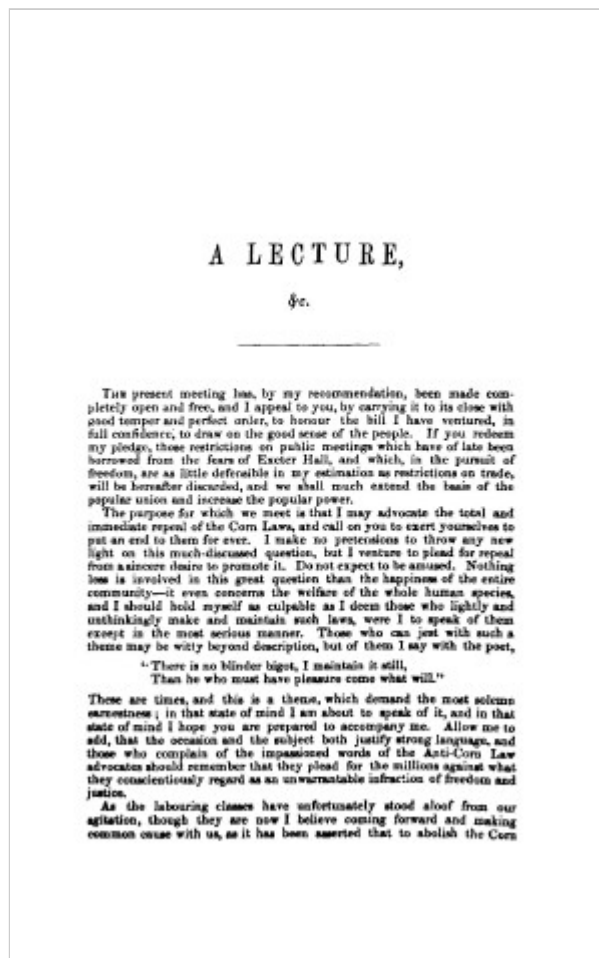 A LECTURE,
&c.
THE present meeting has, by my recommendation, been made com-
pletely open and free, and I appeal to you, by carrying it to its close with
good temper and perfect order, to honour the bill I have ventured, in
full confidence, to draw on the good sense of the people. If you redeem
my pledge, those restrictions on public meetings which have of late been
borrowed from the fears of Exeter Hall, and which, in the pursuit of
freedom, are as little defensible in my estimation as restrictions on trade,
will be hereafter discarded, and we shall much extend the basis of the
popular union and increase the popular power.
The purpose for which we meet is that I may advocate the total and
immediate repeal of the Corn Laws, and call on you to exert yourselves to
put an end to them for ever. I make no pretensions to throw any new
light on this much-discussed question, but I venture to plead for repeal
from a sincere desire to promote it. Do not expect to be amused. Nothing
less is involved in this great question than the happiness of the entire
community—it even concerns the welfare of the whole human species,
and I should hold myself as culpable as I deem those who lightly and
unthinkingly make and maintain such laws, were I to speak of them
except in the most serious manner. Those who can jest with such a
theme may be witty beyond description, but of them I say with the poet,
"There is no blinder bigot, I maintain it still,
Than he who must have pleasure come what will."
These are times, and this is a theme, which demand the most solemn
earnestness; in that state of mind I am about to speak of it, and in that
state of mind I hope you are prepared to accompany me. Allow me to
add, that the occasion and the subject both justify strong language, and
those who complain of the impassioned words of the Anti-Corn Law
advocates should remember that they plead for the millions against what
they conscientiously regard as an unwarrantable infraction of freedom and
justice.
As the labouring classes have unfortunately stood aloof from our
agitation, though they are now I believe coming forward and making
common cause with us, as it has been asserted that to abolish the Corn